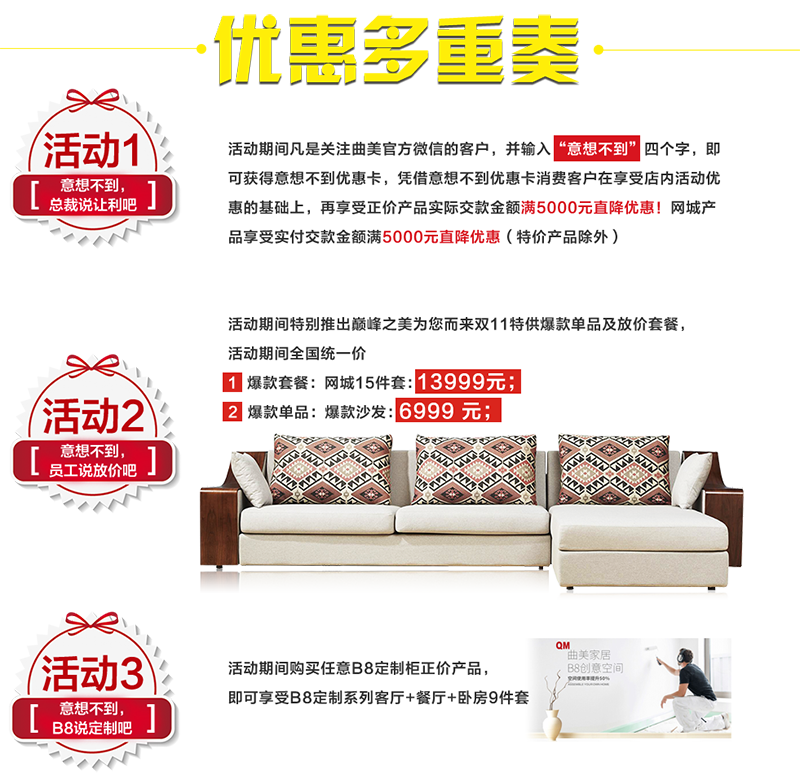 优惠多重奏
活动1
意想不到，
[ 总裁说让利吧 ]
活动期间凡是关注曲美官方微信的客户，并输入 “意想不到” 四个字，即
可获得意想不到优惠卡，凭借意想不到优惠卡消费客户在享受店内活动优
惠的基础上，再享受正价产品实际交款金额满5000元直降优惠！网城产
品享受实付交款金额满5000元直降优惠（特价产品除外）
活动2
意想不到，
[ 员工说放价吧 ]
活动期间特别推出巅峰之美为您而来双11特供爆款单品及放价套餐，
活动期间全国统一价
1 爆款套餐：网城15件套：13999元；
2 爆款单品：爆款沙发：6999 元；
活动3
意想不到，
[ B8说定制吧 ]
活动期间购买任意B8定制柜正价产品，
即可享受B8定制系列客厅+餐厅+卧房9件套
QM
曲美家居
B8创意空间
空间使用率提升50%